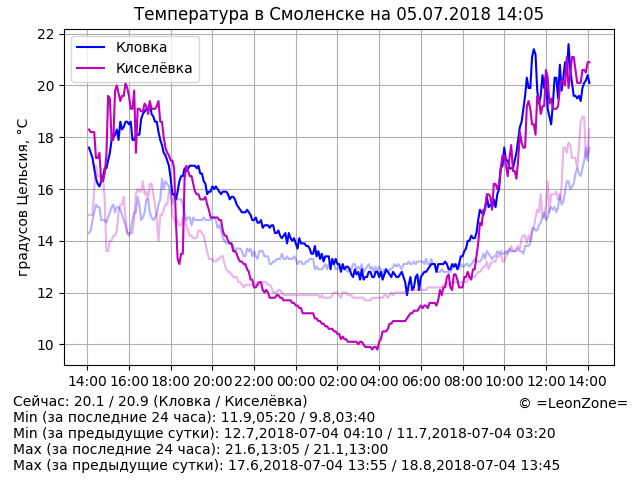 Температура в Смоленске на 05.07.2018 14:05
Кловка
Киселёвка
градусов Цельсия, °C
22
20
18
16
14
12
10
14:00 16:00 18:00 20:00 22:00 00:00 02:00 04:00 06:00 08:00 10:00 12:00 14:00
Сейчас: 20.1 / 20.9 (Кловка / Киселёвка)
© =LeonZone=
Min (за последние 24 часа): 11.9,05:20 / 9.8,03:40
Min (за предыдущие сутки): 12.7,2018-07-04 04:10 / 11.7,2018-07-04 03:20
Max (за последние 24 часа): 21.6,13:05 / 21.1,13:00
Max (за предыдущие сутки): 17.6,2018-07-04 13:55 / 18.8,2018-07-04 13:45